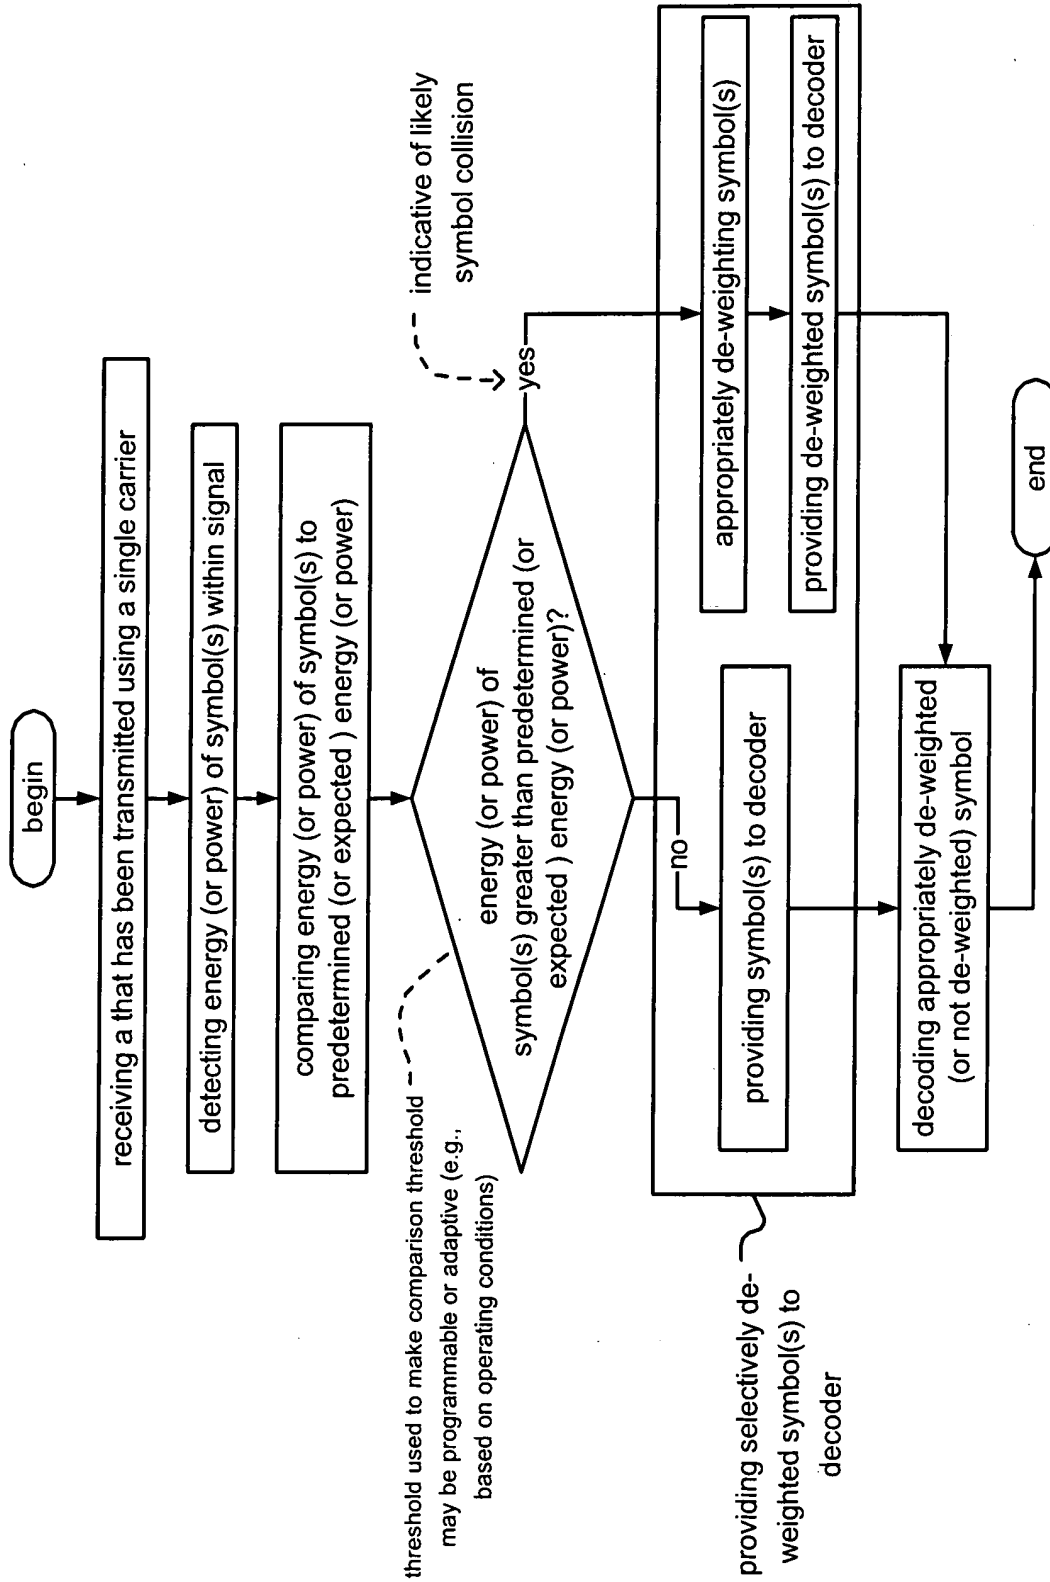 begin
receiving a that has been transmitted using a single carrier
detecting energy (or power) of symbol(s) within signal
comparing energy (or power) of symbol(s) to
predetermined (or expected ) energy (or power)
threshold used to make comparison threshold
may be programmable or adaptive (e.g.,
based on operating conditions)
energy (or power) of
symbol(s) greater than predetermined (or
expected ) energy (or power)?
indicative of likely
symbol collision
yes
no
providing selectively de-
weighted symbol(s) to
decoder
providing symbol(s) to decoder
appropriately de-weighting symbol(s)
providing de-weighted symbol(s) to decoder
decoding appropriately de-weighted
(or not de-weighted) symbol
end